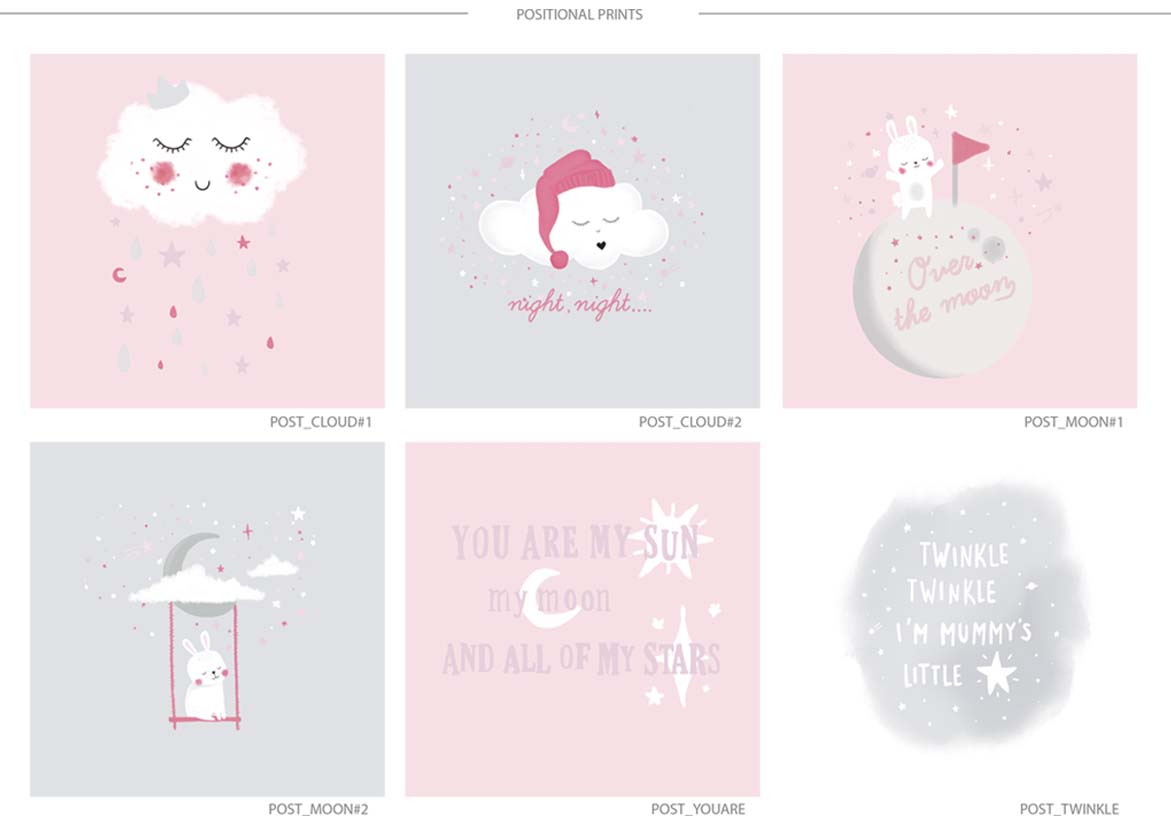 POSITIONAL PRINTS
night, night....
Over
the moon
POST_CLOUD#1
POST_CLOUD#2
POST_MOON#1
YOU ARE MY SUN
my moon
AND ALL OF MY STARS
TWINKLE
TWINKLE
I'M MUMMY'S
LITTLE
POST_MOON#2
POST_YOUARE
POST_TWINKLE